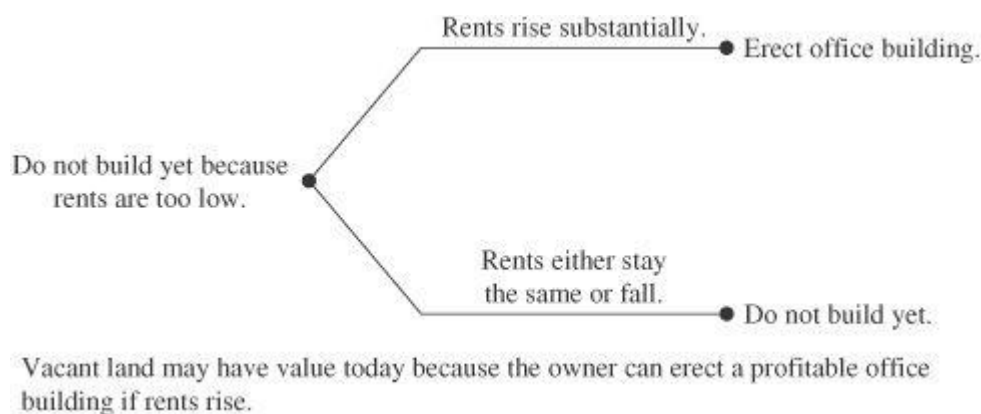 Rents rise substantially.
Erect office building.
Do not build yet because
rents are too low.
Rents either stay
the same or fall.
Do not build yet.
Vacant land may have value today because the owner can erect a profitable office
building if rents rise.